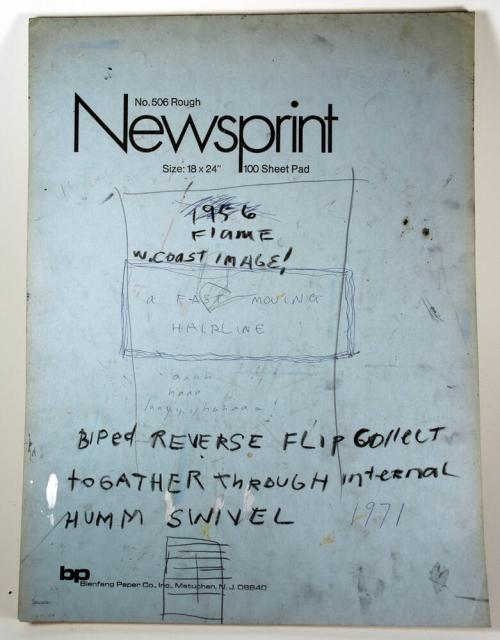 No. 506 Rough
Newsprint
Size: 18 x 24" 100 Sheet Pad
1956
FlamE
W. COAST IMAGE!
a FAST MOVING
HAIRLINE
BIPed REVERSE FLIP Collect
toGATHER thROUGH internal
HUMM SWIVEL 1971
bp
Bienfang Paper Co., Inc., Metuchen, N. J. 08840